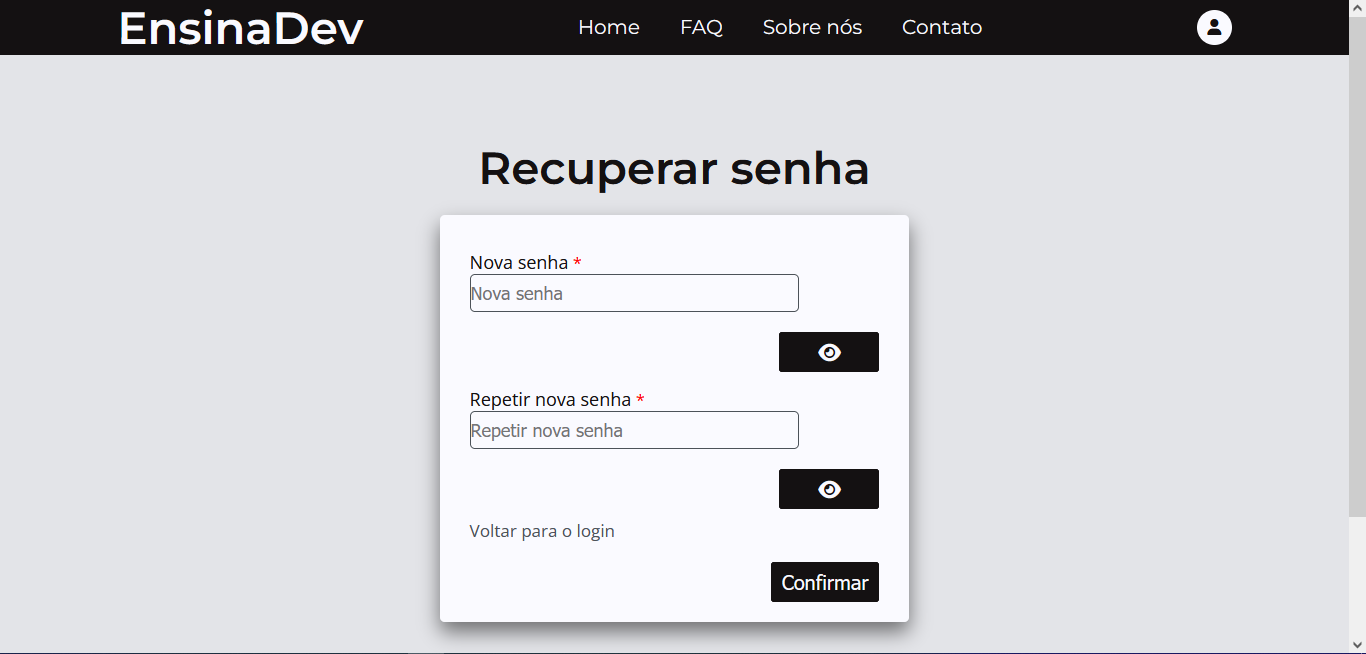 EnsinaDev
Home FAQ Sobre nós Contato
Recuperar senha
Nova senha *
Nova senha
Repetir nova senha *
Repetir nova senha
Voltar para o login
Confirmar